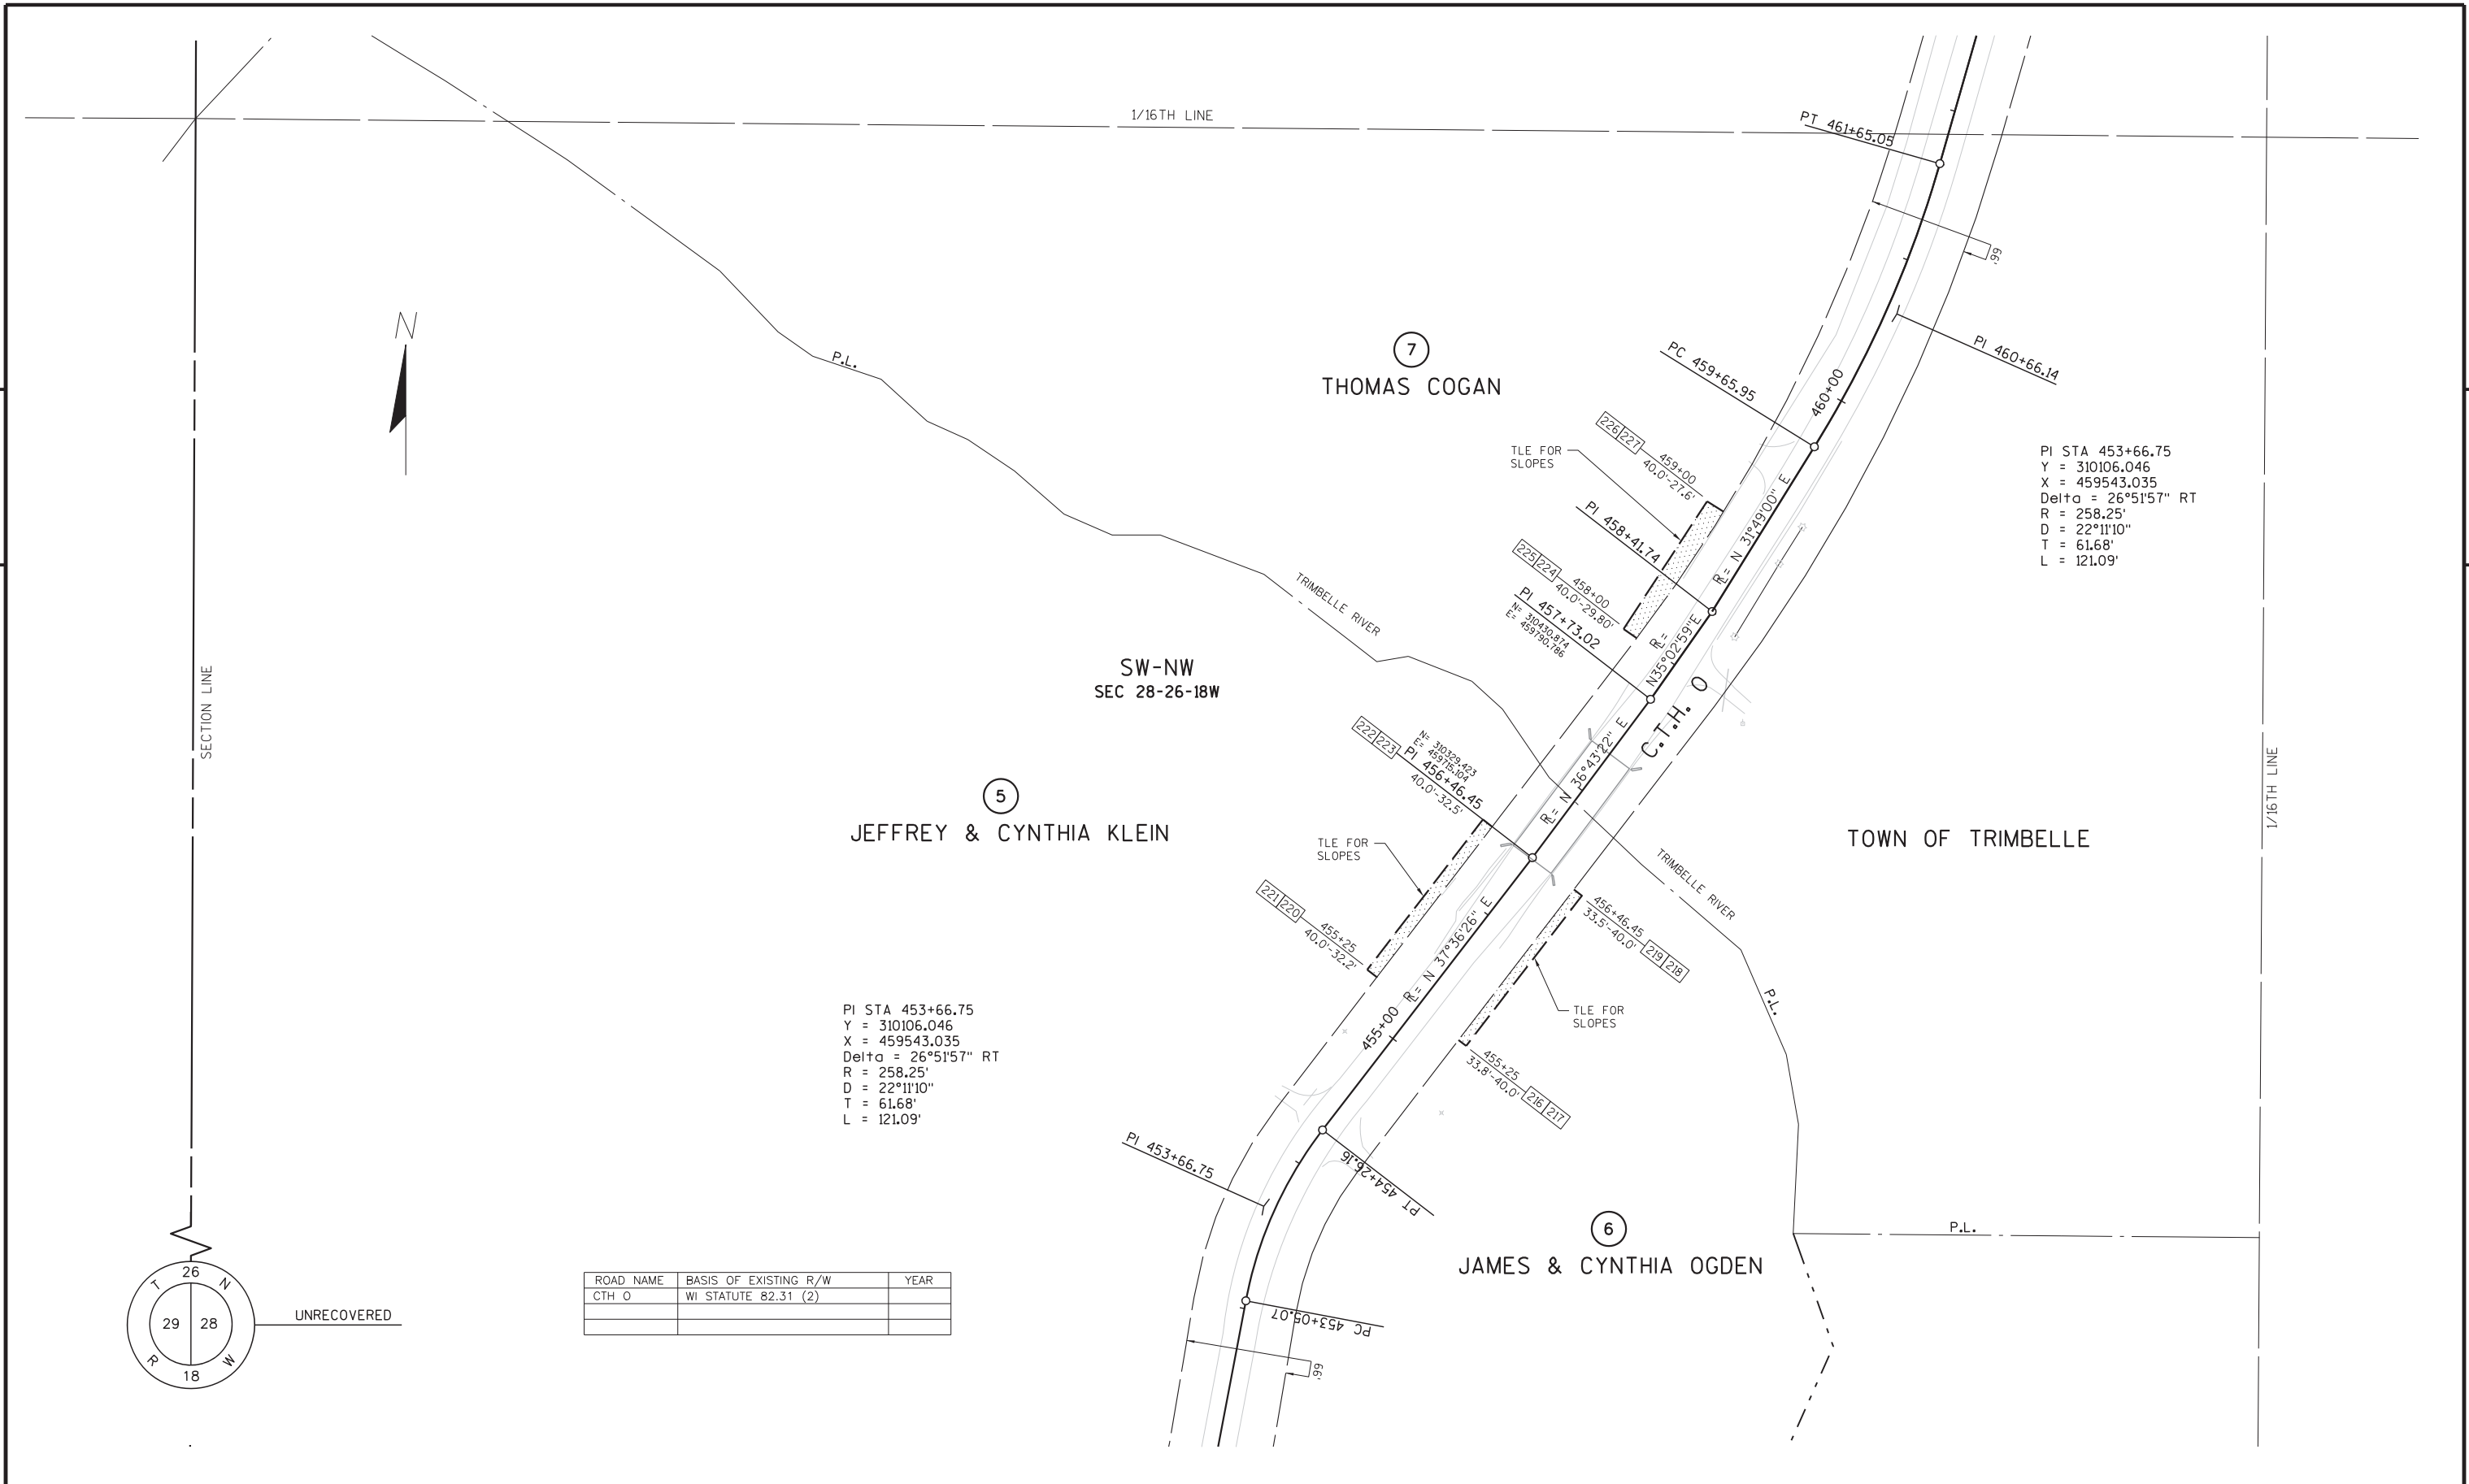 1/16TH LINE
PT 461+65.05
66'
N
P.L.
7
THOMAS COGAN
PC 459+65.95
460+00
PI 460+66.14
226 227
459+00
40.0'-27.6'
TLE FOR
SLOPES
PI 458+41.74
R= N 31°49'00" E
PI STA 453+66.75
Y = 310106.046
X = 459543.035
Delta = 26°51'57" RT
R = 258.25'
D = 22°11'10"
T = 61.68'
L = 121.09'
225 224
458+00
40.0'-29.80'
PI 457+73.02
N= 310430.874
E= 459790.786
R=
N35°02'59"E
TRIMBELLE RIVER
SW-NW
SEC 28-26-18W
SECTION LINE
C.T.H. O
R= N 36°43'22" E
222 223
N= 310329.423
E= 459715.104
PI 456+46.45
40.0'-32.5'
1/16TH LINE
5
JEFFREY & CYNTHIA KLEIN
TLE FOR
SLOPES
TOWN OF TRIMBELLE
TRIMBELLE RIVER
221 220
455+25
40.0'-32.2'
R= N 37°36'26" E
456+46.45
33.5'-40.0'
219 218
P.L.
TLE FOR
SLOPES
455+00
PI STA 453+66.75
Y = 310106.046
X = 459543.035
Delta = 26°51'57" RT
R = 258.25'
D = 22°11'10"
T = 61.68'
L = 121.09'
455+25
33.8'-40.0'
216 217
PI 453+66.75
PT 454+26.16
6
JAMES & CYNTHIA OGDEN
P.L.
PC 453+05.07
66'
26
T N
29 28
R W
18
UNRECOVERED
ROAD NAME BASIS OF EXISTING R/W YEAR
CTH O WI STATUTE 82.31 (2)